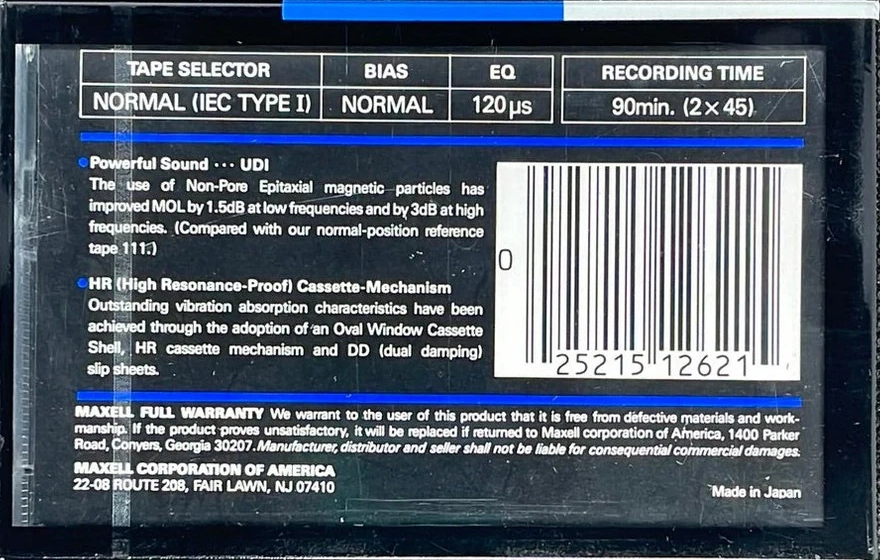 TAPE SELECTOR BIAS EQ RECORDING TIME
NORMAL (IEC TYPE I) NORMAL 120μs 90min. (2×45)
Powerful Sound ··· UDI
The use of Non-Pore Epitaxial magnetic particles has
improved MOL by 1.5dB at low frequencies and by 3dB at high
frequencies. (Compared with our normal-position reference
tape 111.)
HR (High Resonance-Proof) Cassette-Mechanism
Outstanding vibration absorption characteristics have been
achieved through the adoption of an Oval Window Cassette
Shell, HR cassette mechanism and DD (dual damping)
slip sheets.
0
25215 12621
MAXELL FULL WARRANTY We warrant to the user of this product that it is free from defective materials and work-
manship. If the product proves unsatisfactory, it will be replaced if returned to Maxell corporation of America, 1400 Parker
Road, Conyers, Georgia 30207. Manufacturer, distributor and seller shall not be liable for consequential commercial damages.
MAXELL CORPORATION OF AMERICA
22-08 ROUTE 208, FAIR LAWN, NJ 07410
Made in Japan